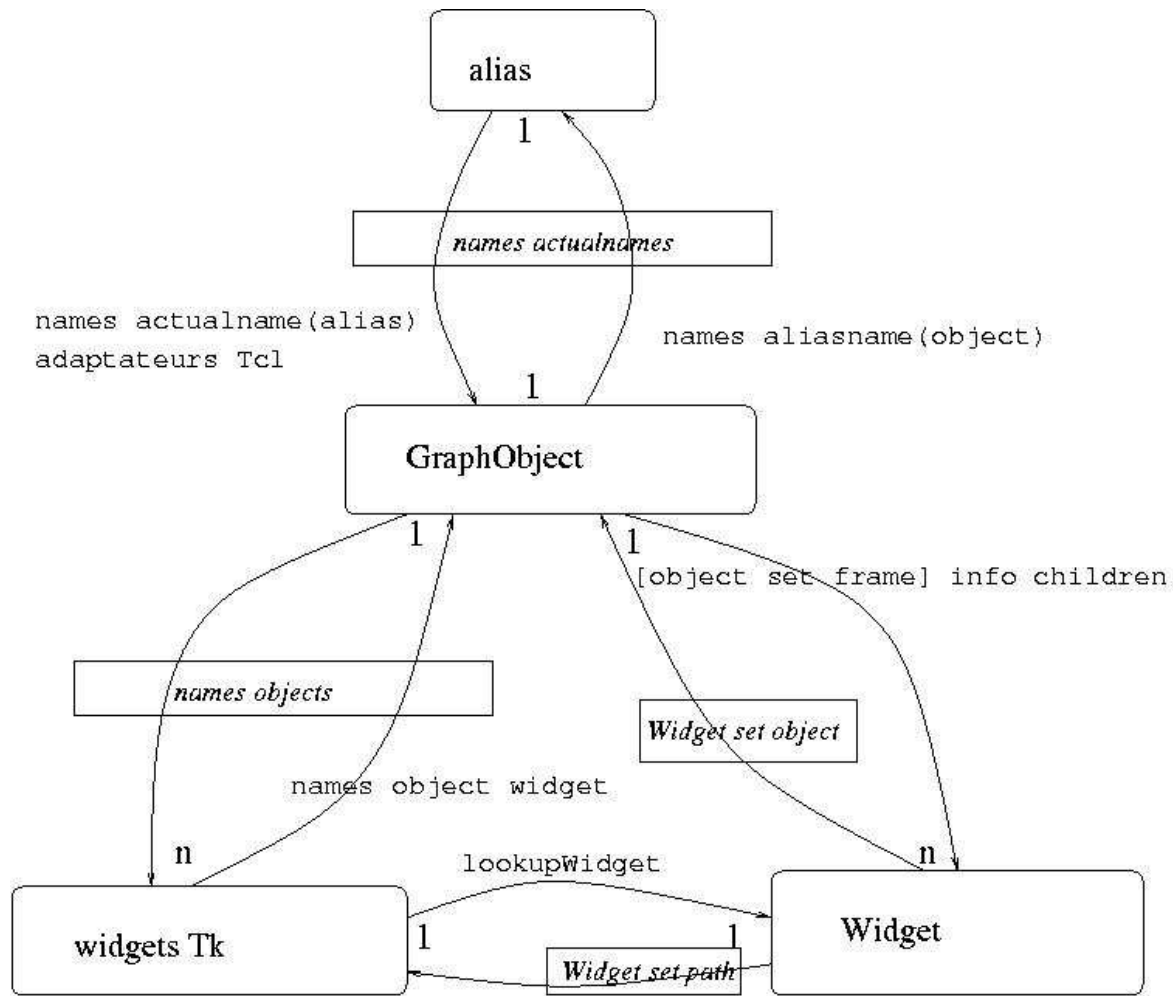 alias
1
names actualnames
names actualname(alias)
adaptateurs Tcl
names aliasname(object)
1
GraphObject
1
1
[object set frame] info children
names objects
Widget set object
names object widget
n
n
lookupWidget
widgets Tk
1
1
Widget
Widget set path